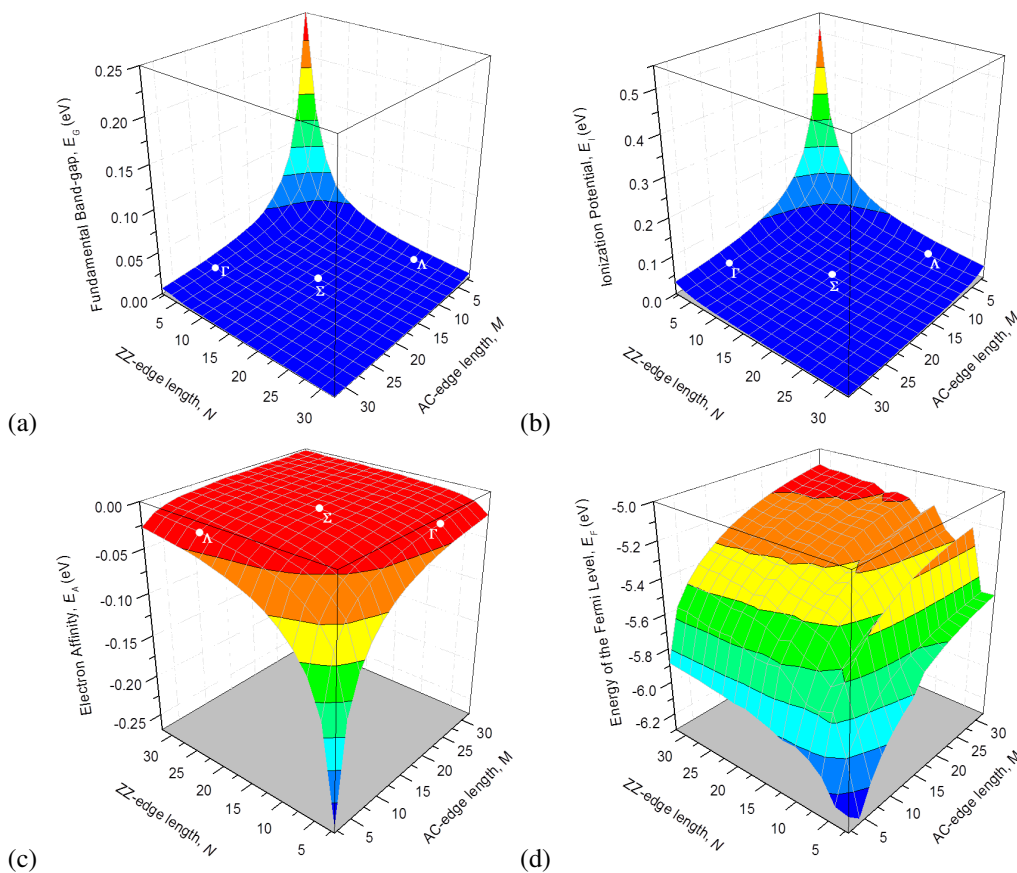 Fundamental Band-gap, E_G (eV)
0.25
0.20
0.15
0.10
0.05
0.00
5
10
15
20
25
30
ZZ-edge length, N
5
10
15
20
25
30
AC-edge length, M
Γ
Σ
Λ
(a)
Ionization Potential, E_I (eV)
0.5
0.4
0.3
0.2
0.1
0.0
5
10
15
20
25
30
ZZ-edge length, N
5
10
15
20
25
30
AC-edge length, M
Γ
Σ
Λ
(b)
Electron Affinity, E_A (eV)
0.00
-0.05
-0.10
-0.15
-0.20
-0.25
30
25
20
15
10
5
ZZ-edge length, N
30
25
20
15
10
5
AC-edge length, M
Λ
Σ
Γ
(c)
Energy of the Fermi Level, E_F (eV)
-5.0
-5.2
-5.4
-5.6
-5.8
-6.0
-6.2
30
25
20
15
10
5
ZZ-edge length, N
30
25
20
15
10
5
AC-edge length, M
(d)